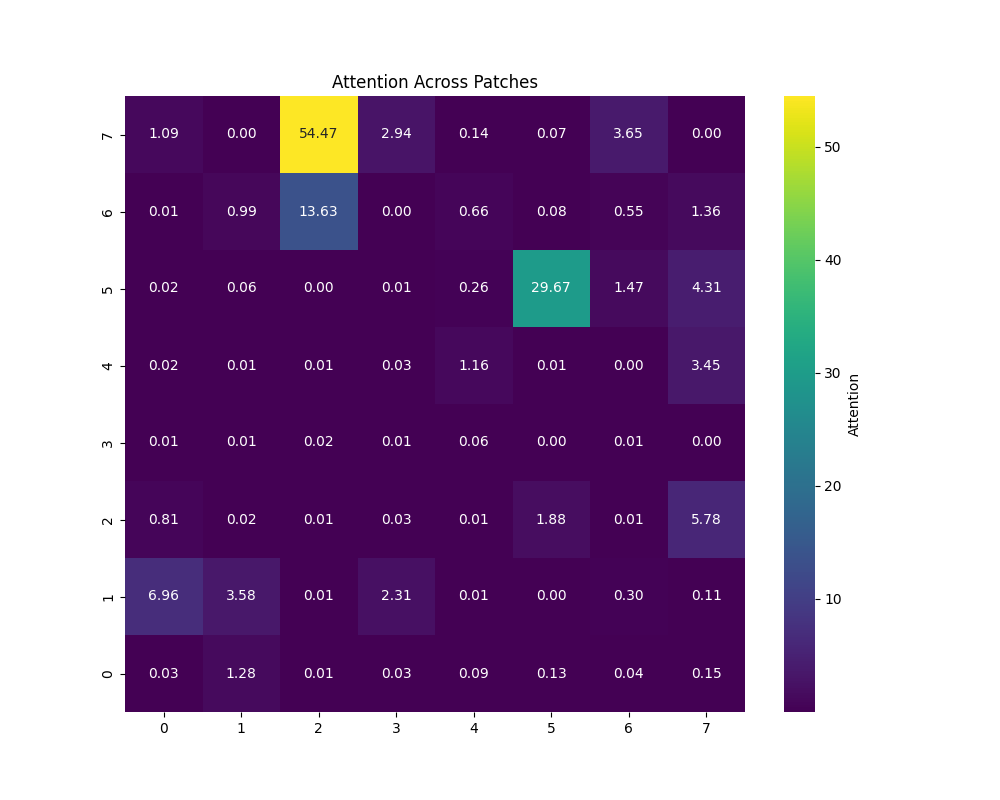 Attention Across Patches
7 1.09 0.00 54.47 2.94 0.14 0.07 3.65 0.00
6 0.01 0.99 13.63 0.00 0.66 0.08 0.55 1.36
5 0.02 0.06 0.00 0.01 0.26 29.67 1.47 4.31
4 0.02 0.01 0.01 0.03 1.16 0.01 0.00 3.45
3 0.01 0.01 0.02 0.01 0.06 0.00 0.01 0.00
2 0.81 0.02 0.01 0.03 0.01 1.88 0.01 5.78
1 6.96 3.58 0.01 2.31 0.01 0.00 0.30 0.11
0 0.03 1.28 0.01 0.03 0.09 0.13 0.04 0.15
0 1 2 3 4 5 6 7
50
40
30
20
10
Attention